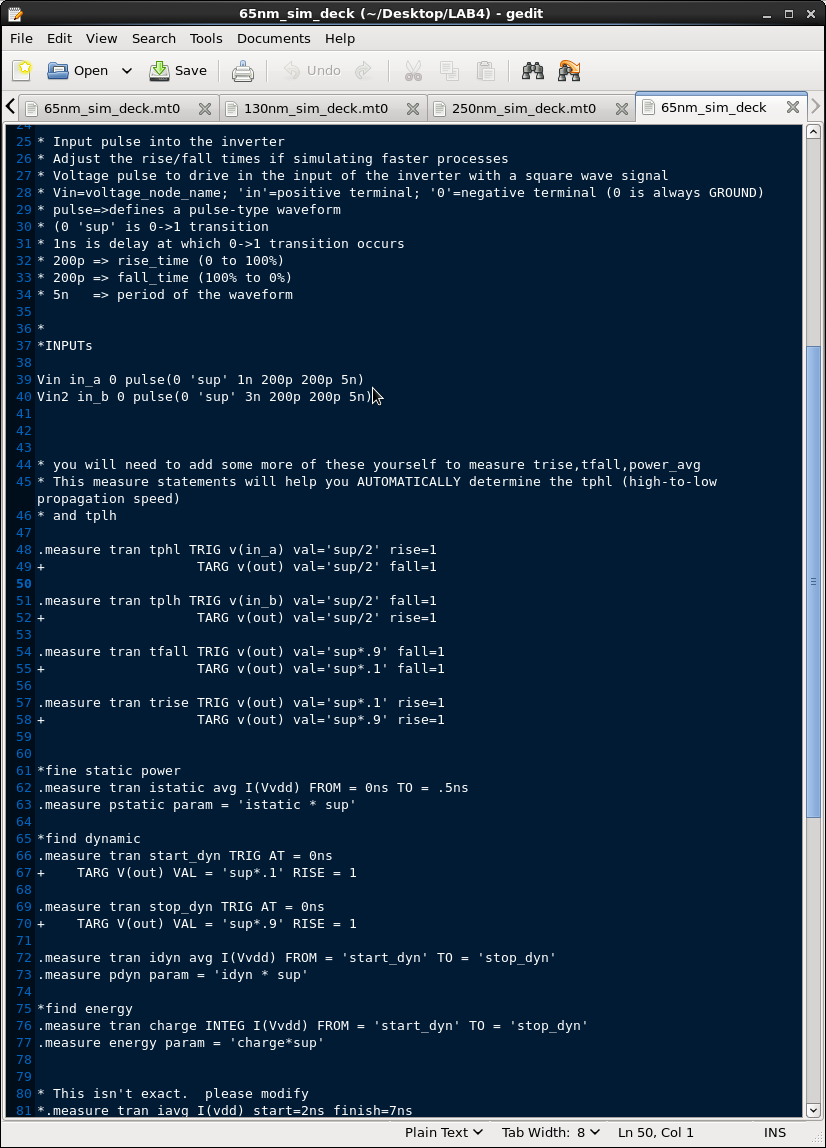 65nm_sim_deck (~/Desktop/LAB4) - gedit
File Edit View Search Tools Documents Help
Open Save Undo
65nm_sim_deck.mt0 130nm_sim_deck.mt0 250nm_sim_deck.mt0 65nm_sim_deck
24
25 * Input pulse into the inverter
26 * Adjust the rise/fall times if simulating faster processes
27 * Voltage pulse to drive in the input of the inverter with a square wave signal
28 * Vin=voltage_node_name; 'in'=positive terminal; '0'=negative terminal (0 is always GROUND)
29 * pulse=>defines a pulse-type waveform
30 * (0 'sup' is 0->1 transition
31 * 1ns is delay at which 0->1 transition occurs
32 * 200p => rise_time (0 to 100%)
33 * 200p => fall_time (100% to 0%)
34 * 5n   => period of the waveform
35
36 *
37 *INPUTs
38
39 Vin in_a 0 pulse(0 'sup' 1n 200p 200p 5n)
40 Vin2 in_b 0 pulse(0 'sup' 3n 200p 200p 5n)
41
42
43
44 * you will need to add some more of these yourself to measure trise,tfall,power_avg
45 * This measure statements will help you AUTOMATICALLY determine the tphl (high-to-low
propagation speed)
46 * and tplh
47
48 .measure tran tphl TRIG v(in_a) val='sup/2' rise=1
49 +                   TARG v(out) val='sup/2' fall=1
50
51 .measure tran tplh TRIG v(in_b) val='sup/2' fall=1
52 +                   TARG v(out) val='sup/2' rise=1
53
54 .measure tran tfall TRIG v(out) val='sup*.9' fall=1
55 +                   TARG v(out) val='sup*.1' fall=1
56
57 .measure tran trise TRIG v(out) val='sup*.1' rise=1
58 +                   TARG v(out) val='sup*.9' rise=1
59
60
61 *fine static power
62 .measure tran istatic avg I(Vvdd) FROM = 0ns TO = .5ns
63 .measure pstatic param = 'istatic * sup'
64
65 *find dynamic
66 .measure tran start_dyn TRIG AT = 0ns
67 +    TARG V(out) VAL = 'sup*.1' RISE = 1
68
69 .measure tran stop_dyn TRIG AT = 0ns
70 +    TARG V(out) VAL = 'sup*.9' RISE = 1
71
72 .measure tran idyn avg I(Vvdd) FROM = 'start_dyn' TO = 'stop_dyn'
73 .measure pdyn param = 'idyn * sup'
74
75 *find energy
76 .measure tran charge INTEG I(Vvdd) FROM = 'start_dyn' TO = 'stop_dyn'
77 .measure energy param = 'charge*sup'
78
79
80 * This isn't exact.  please modify
81 *.measure tran iavg I(vdd) start=2ns finish=7ns
Plain Text Tab Width: 8 Ln 50, Col 1 INS